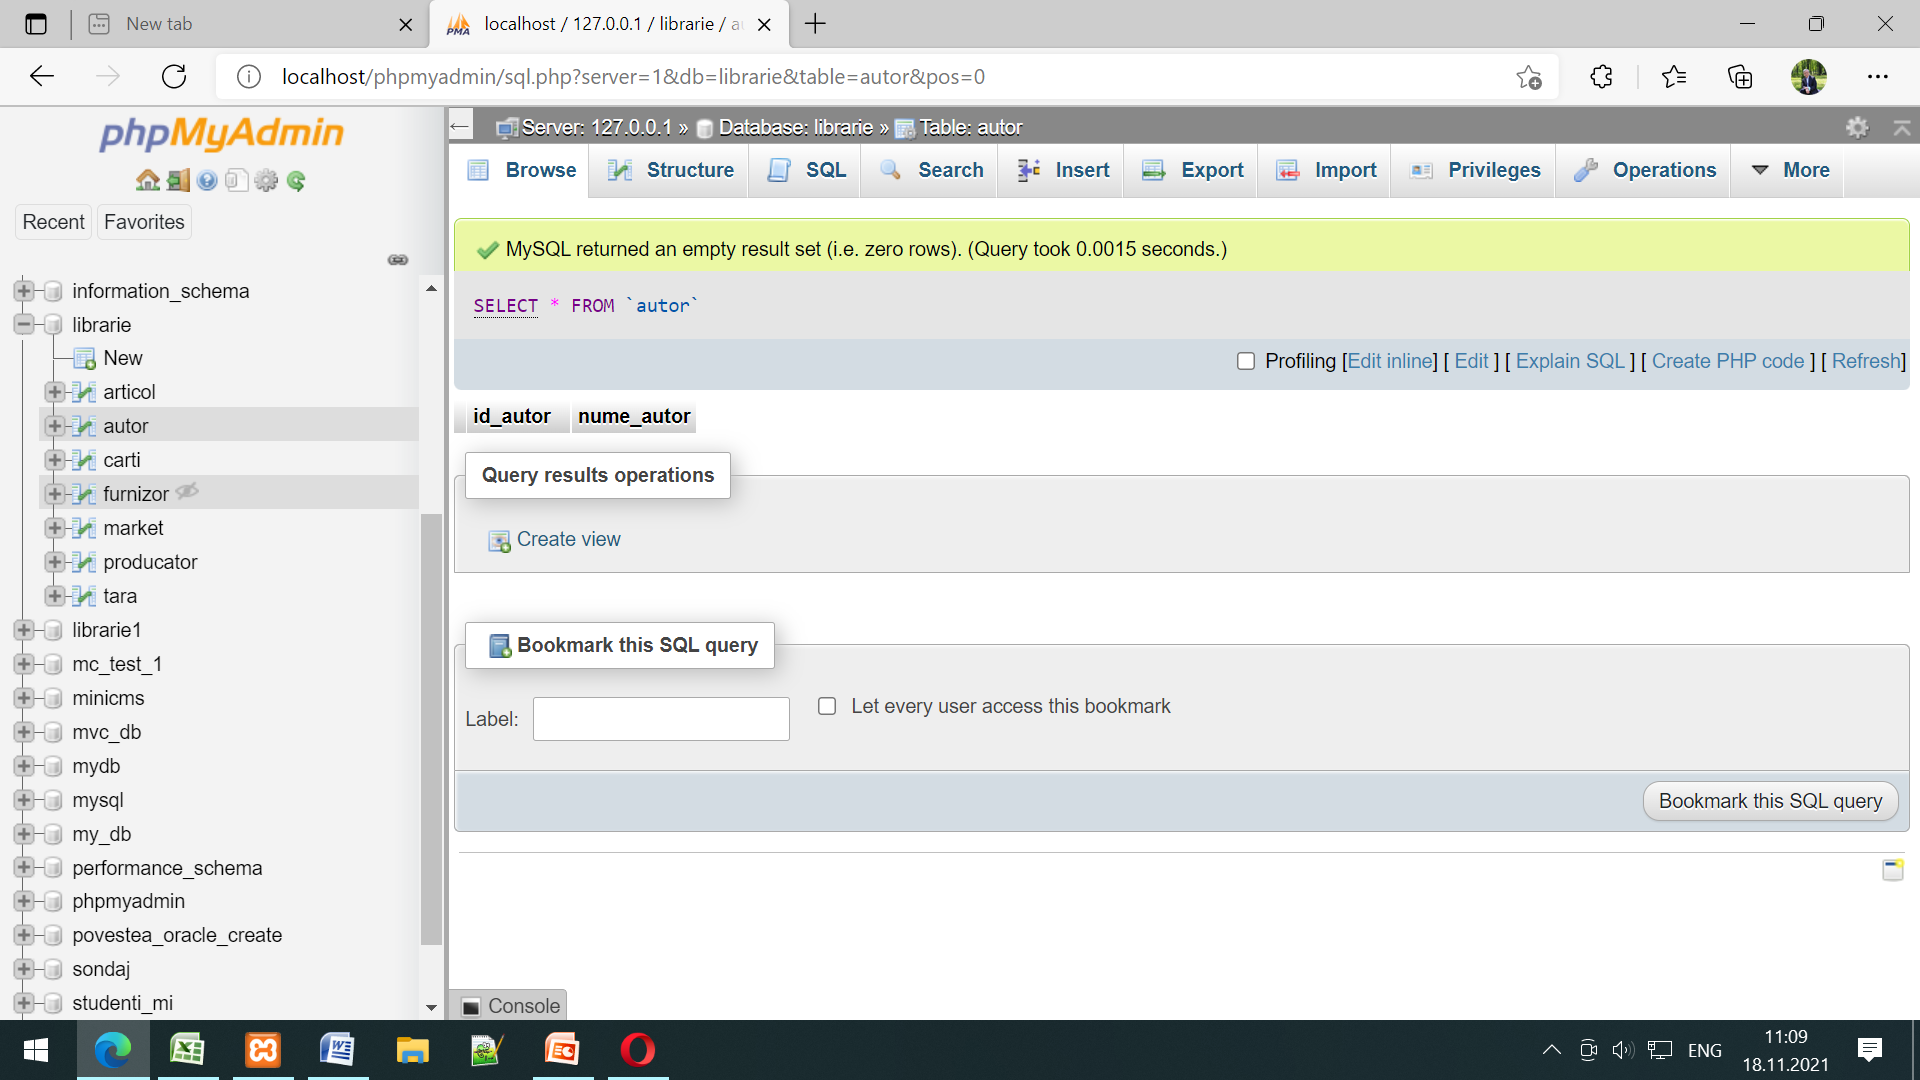 New tab
localhost / 127.0.0.1 / librarie / a
localhost/phpmyadmin/sql.php?server=1&db=librarie&table=autor&pos=0
phpMyAdmin
Recent
Favorites
information_schema
librarie
New
articol
autor
carti
furnizor
market
producator
tara
librarie1
mc_test_1
minicms
mvc_db
mydb
mysql
my_db
performance_schema
phpmyadmin
povestea_oracle_create
sondaj
studenti_mi
Server: 127.0.0.1 » Database: librarie » Table: autor
Browse
Structure
SQL
Search
Insert
Export
Import
Privileges
Operations
More
MySQL returned an empty result set (i.e. zero rows). (Query took 0.0015 seconds.)
SELECT * FROM `autor`
Profiling [Edit inline] [ Edit ] [ Explain SQL ] [ Create PHP code ] [ Refresh]
id_autor
nume_autor
Query results operations
Create view
Bookmark this SQL query
Label:
Let every user access this bookmark
Bookmark this SQL query
Console
ENG
11:09
18.11.2021